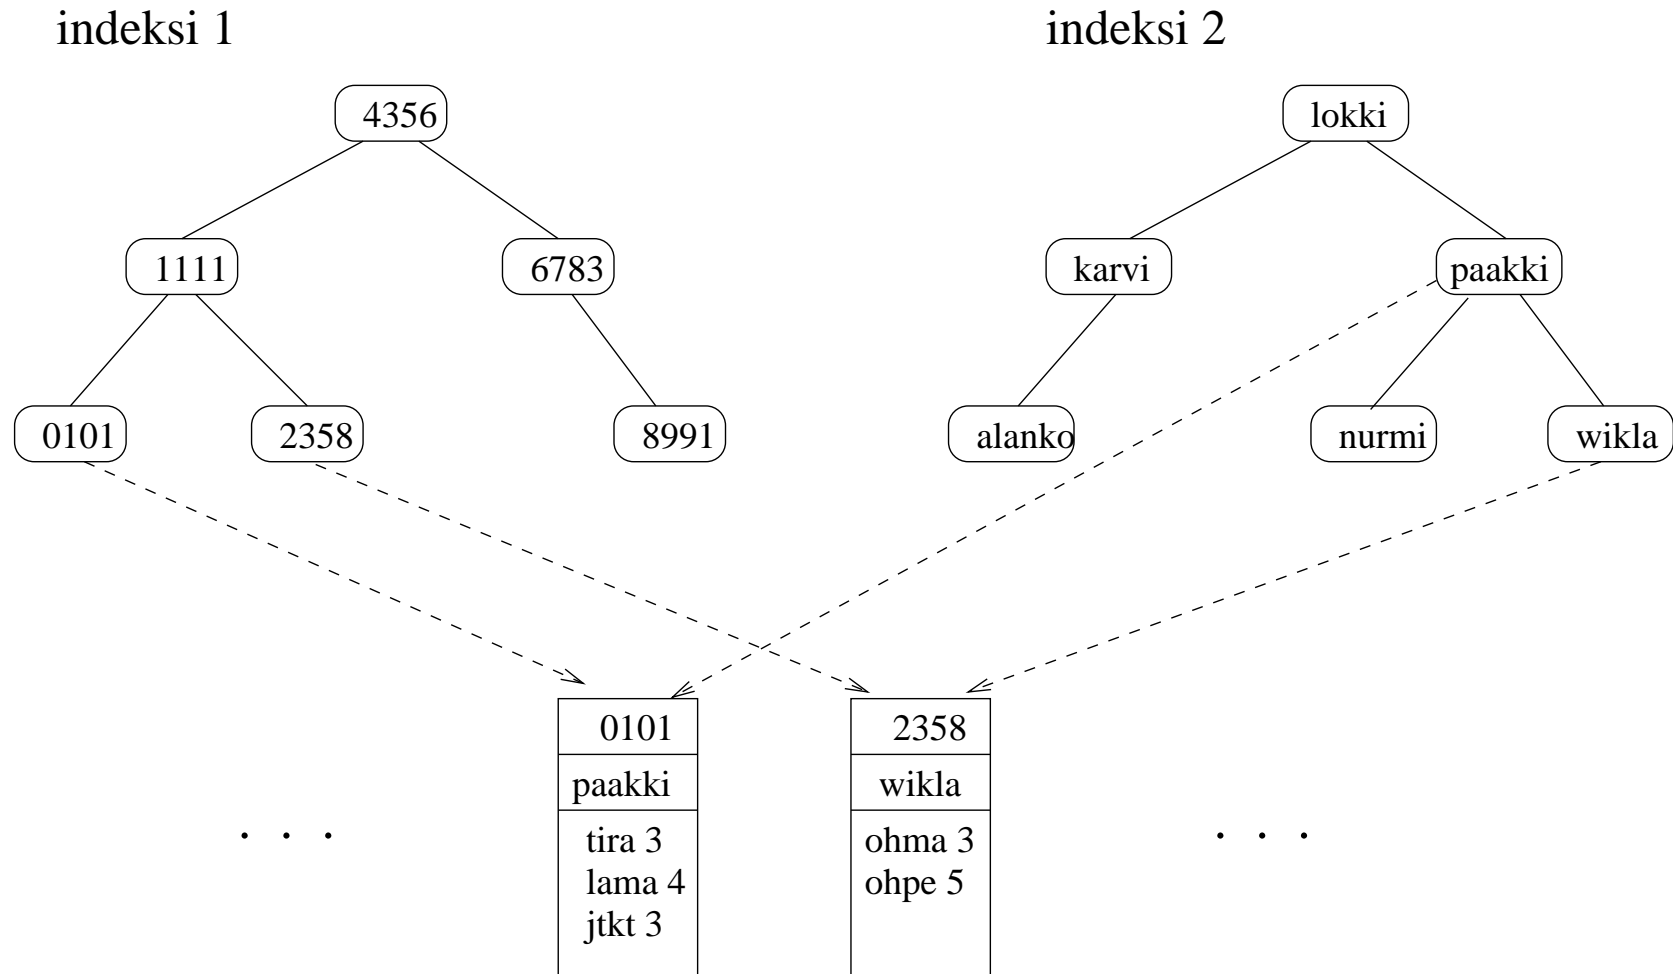 indeksi 1
indeksi 2
4356
lokki
1111
6783
karvi
paakki
0101
2358
8991
alanko
nurmi
wikla
0101
2358
paakki
wikla
. . .
tira 3
ohma 3
. . .
lama 4
ohpe 5
jtkt 3